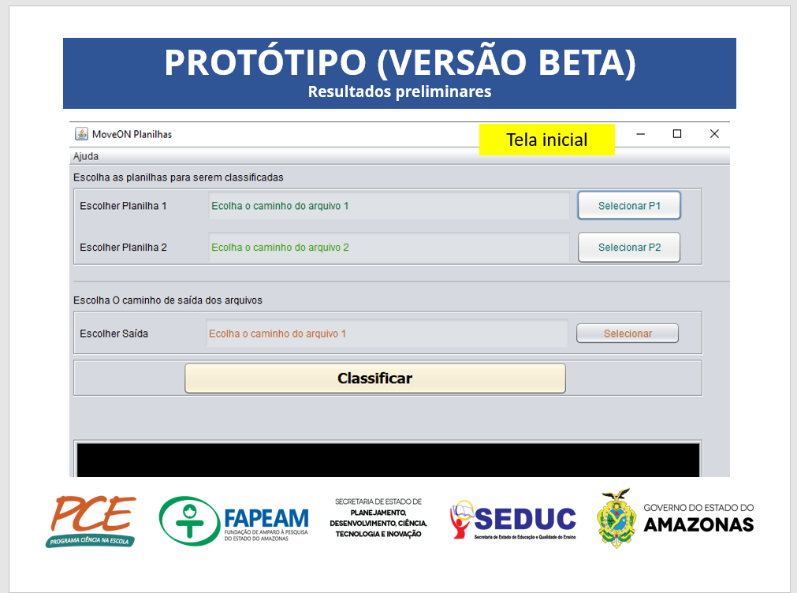 PROTÓTIPO (VERSÃO BETA)
Resultados preliminares
MoveON Planilhas
Tela inicial
Ajuda
Escolha as planilhas para serem classificadas
Escolher Planilha 1
Ecolha o caminho do arquivo 1
Selecionar P1
Escolher Planilha 2
Ecolha o caminho do arquivo 2
Selecionar P2
Escolha O caminho de saída dos arquivos
Escolher Saída
Ecolha o caminho do arquivo 1
Selecionar
Classificar
PCE
PROGRAMA CIÊNCIA NA ESCOLA
FAPEAM
FUNDAÇÃO DE AMPARO À PESQUISA
DO ESTADO DO AMAZONAS
SECRETARIA DE ESTADO DE
PLANEJAMENTO,
DESENVOLVIMENTO, CIÊNCIA,
TECNOLOGIA E INOVAÇÃO
SEDUC
Secretaria de Estado de Educação e Qualidade do Ensino
GOVERNO DO ESTADO DO
AMAZONAS